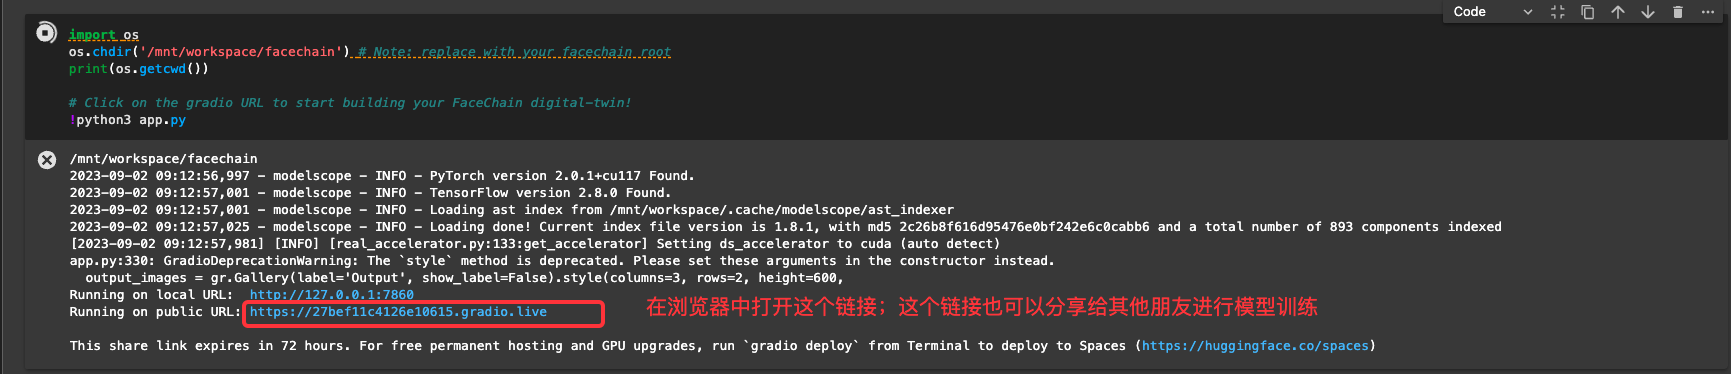 Code
import os
os.chdir('/mnt/workspace/facechain') # Note: replace with your facechain root
print(os.getcwd())
# Click on the gradio URL to start building your FaceChain digital-twin!
!python3 app.py
/mnt/workspace/facechain
2023-09-02 09:12:56,997 - modelscope - INFO - PyTorch version 2.0.1+cu117 Found.
2023-09-02 09:12:57,001 - modelscope - INFO - TensorFlow version 2.8.0 Found.
2023-09-02 09:12:57,001 - modelscope - INFO - Loading ast index from /mnt/workspace/.cache/modelscope/ast_indexer
2023-09-02 09:12:57,025 - modelscope - INFO - Loading done! Current index file version is 1.8.1, with md5 2c26b8f616d95476e0bf242e6c0cabb6 and a total number of 893 components indexed
[2023-09-02 09:12:57,981] [INFO] [real_accelerator.py:133:get_accelerator] Setting ds_accelerator to cuda (auto detect)
app.py:330: GradioDeprecationWarning: The `style` method is deprecated. Please set these arguments in the constructor instead.
output_images = gr.Gallery(label='Output', show_label=False).style(columns=3, rows=2, height=600,
Running on local URL: http://127.0.0.1:7860
Running on public URL: https://27bef11c4126e10615.gradio.live
在浏览器中打开这个链接；这个链接也可以分享给其他朋友进行模型训练
This share link expires in 72 hours. For free permanent hosting and GPU upgrades, run `gradio deploy` from Terminal to deploy to Spaces (https://huggingface.co/spaces)